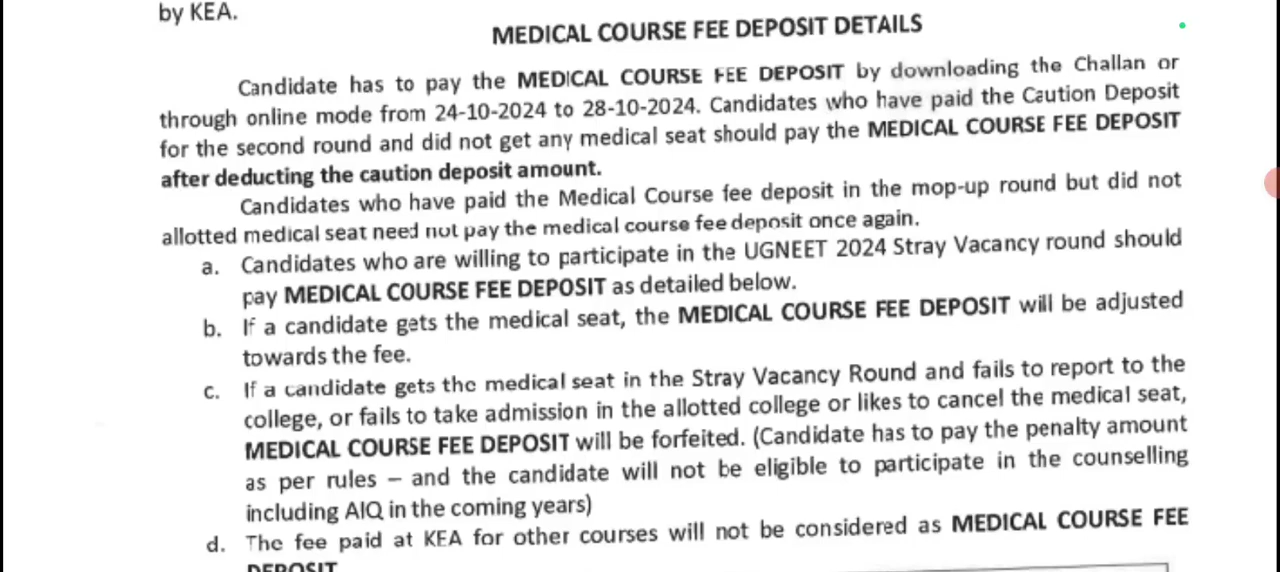 by KEA.
MEDICAL COURSE FEE DEPOSIT DETAILS
Candidate has to pay the MEDICAL COURSE FEE DEPOSIT by downloading the Challan or
through online mode from 24-10-2024 to 28-10-2024. Candidates who have paid the Caution Deposit
for the second round and did not get any medical seat should pay the MEDICAL COURSE FEE DEPOSIT
after deducting the caution deposit amount.
Candidates who have paid the Medical Course fee deposit in the mop-up round but did not
allotted medical seat need not pay the medical course fee deposit once again.
a. Candidates who are willing to participate in the UGNEET 2024 Stray Vacancy round should
pay MEDICAL COURSE FEE DEPOSIT as detailed below.
b. If a candidate gets the medical seat, the MEDICAL COURSE FEE DEPOSIT will be adjusted
towards the fee.
c. If a candidate gets the medical seat in the Stray Vacancy Round and fails to report to the
college, or fails to take admission in the allotted college or likes to cancel the medical seat,
MEDICAL COURSE FEE DEPOSIT will be forfeited. (Candidate has to pay the penalty amount
as per rules – and the candidate will not be eligible to participate in the counselling
including AIQ in the coming years)
d. The fee paid at KEA for other courses will not be considered as MEDICAL COURSE FEE
DEPOSIT